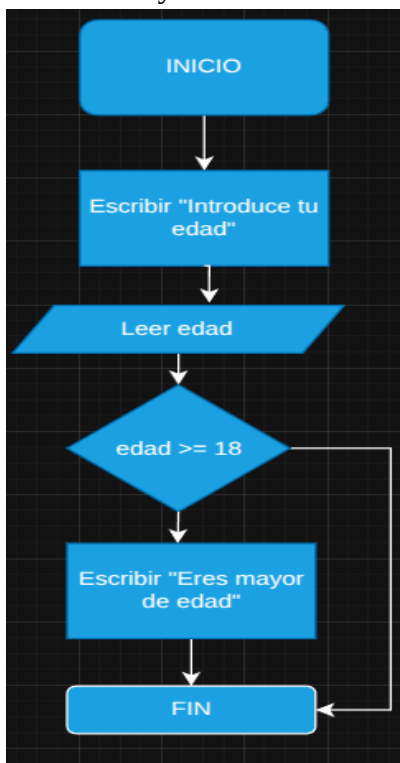 INICIO
Escribir "Introduce tu
edad"
Leer edad
edad >= 18
Escribir "Eres mayor
de edad"
FIN